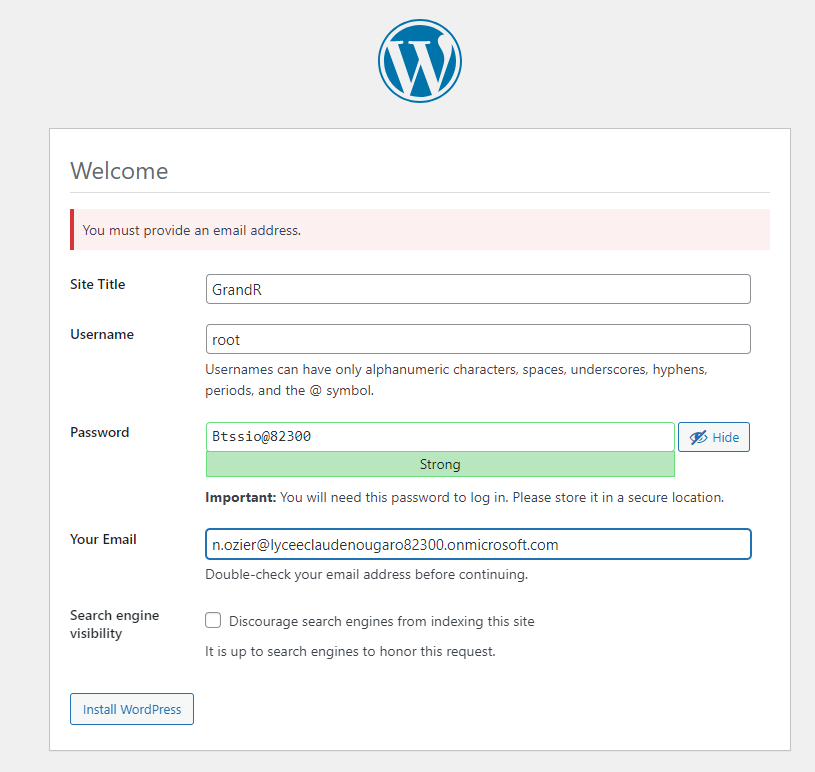 Welcome
You must provide an email address.
Site Title
GrandR
Username
root
Usernames can have only alphanumeric characters, spaces, underscores, hyphens,
periods, and the @ symbol.
Password
Btssio@82300
Hide
Strong
Important: You will need this password to log in. Please store it in a secure location.
Your Email
n.ozier@lyceeclaudenougaro82300.onmicrosoft.com
Double-check your email address before continuing.
Search engine
visibility
Discourage search engines from indexing this site
It is up to search engines to honor this request.
Install WordPress